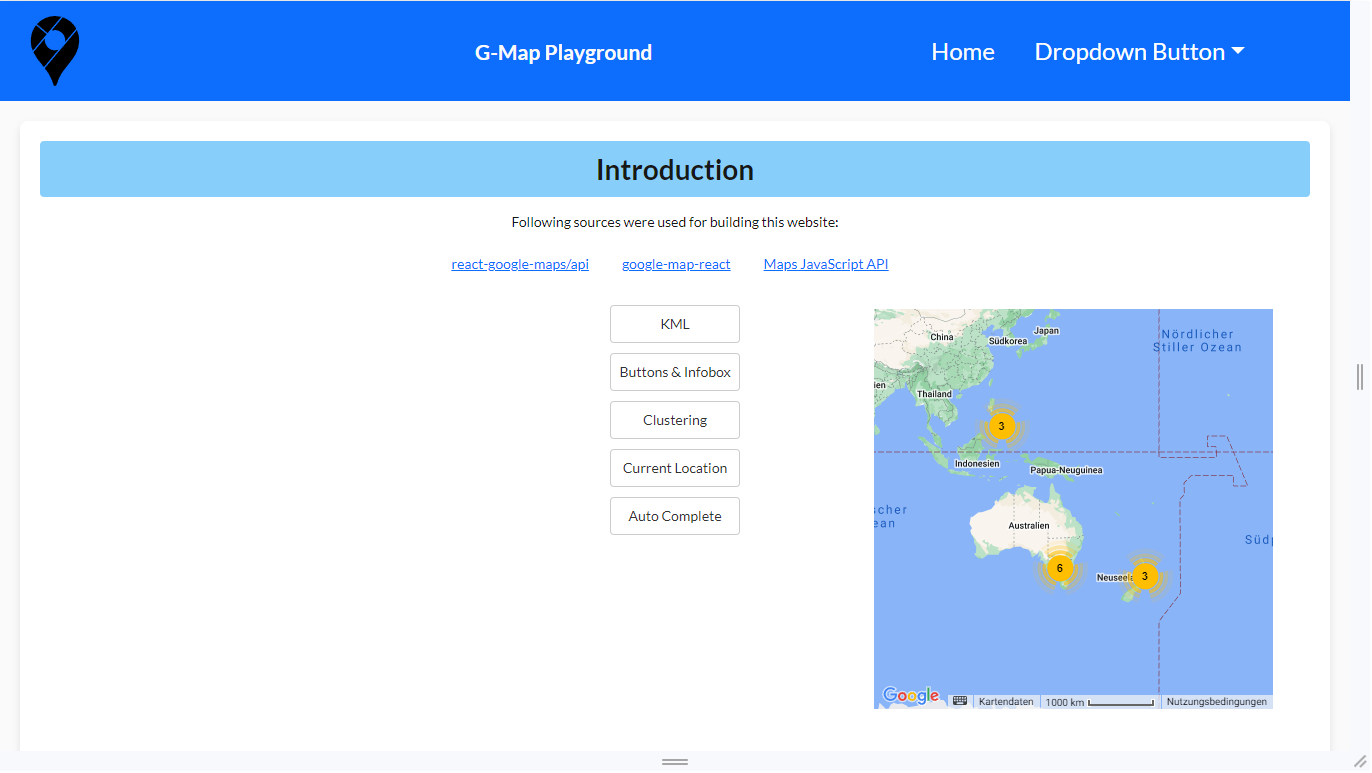 G-Map Playground
Home
Dropdown Button
Introduction
Following sources were used for building this website:
react-google-maps/api google-map-react Maps JavaScript API
KML
Buttons & Infobox
Clustering
Current Location
Auto Complete
Japan
China
Südkorea
Nördlicher
Stiller Ozean
ien
Thailand
3
Indonesien
Papua-Neuguinea
scher
ean
Australien
Südp
6
Neuseela
3
Google
Kartendaten
1000 km
Nutzungsbedingungen